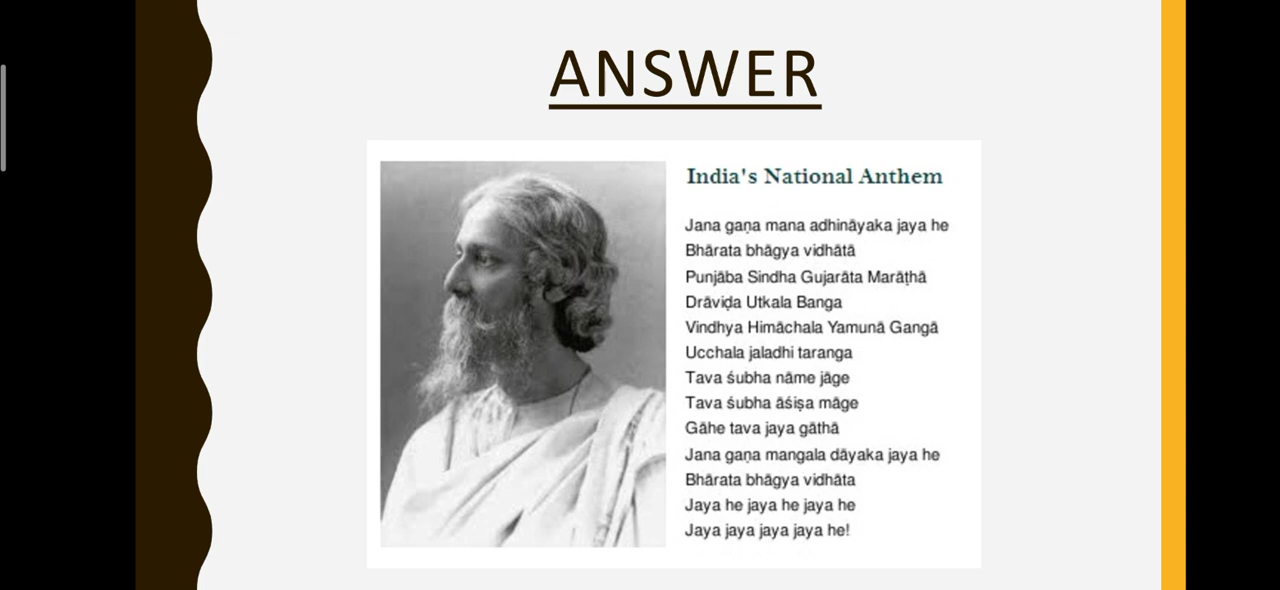 ANSWER
India's National Anthem
Jana gaṇa mana adhināyaka jaya he
Bhārata bhāgya vidhātā
Punjāba Sindha Gujarāta Marāṭhā
Drāviḍa Utkala Banga
Vindhya Himāchala Yamunā Gangā
Ucchala jaladhi taranga
Tava śubha nāme jāge
Tava śubha āśiṣa māge
Gāhe tava jaya gāthā
Jana gaṇa mangala dāyaka jaya he
Bhārata bhāgya vidhāta
Jaya he jaya he jaya he
Jaya jaya jaya jaya he!